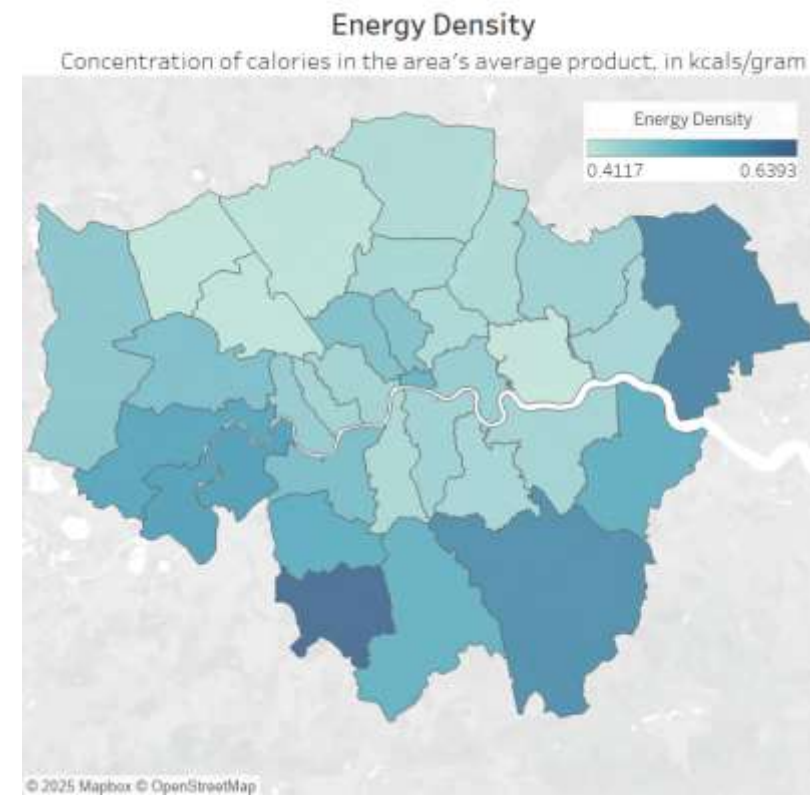 Energy Density
Concentration of calories in the area's average product, in kcals/gram
Energy Density
0.4117 0.6393
© 2025 Mapbox © OpenStreetMap